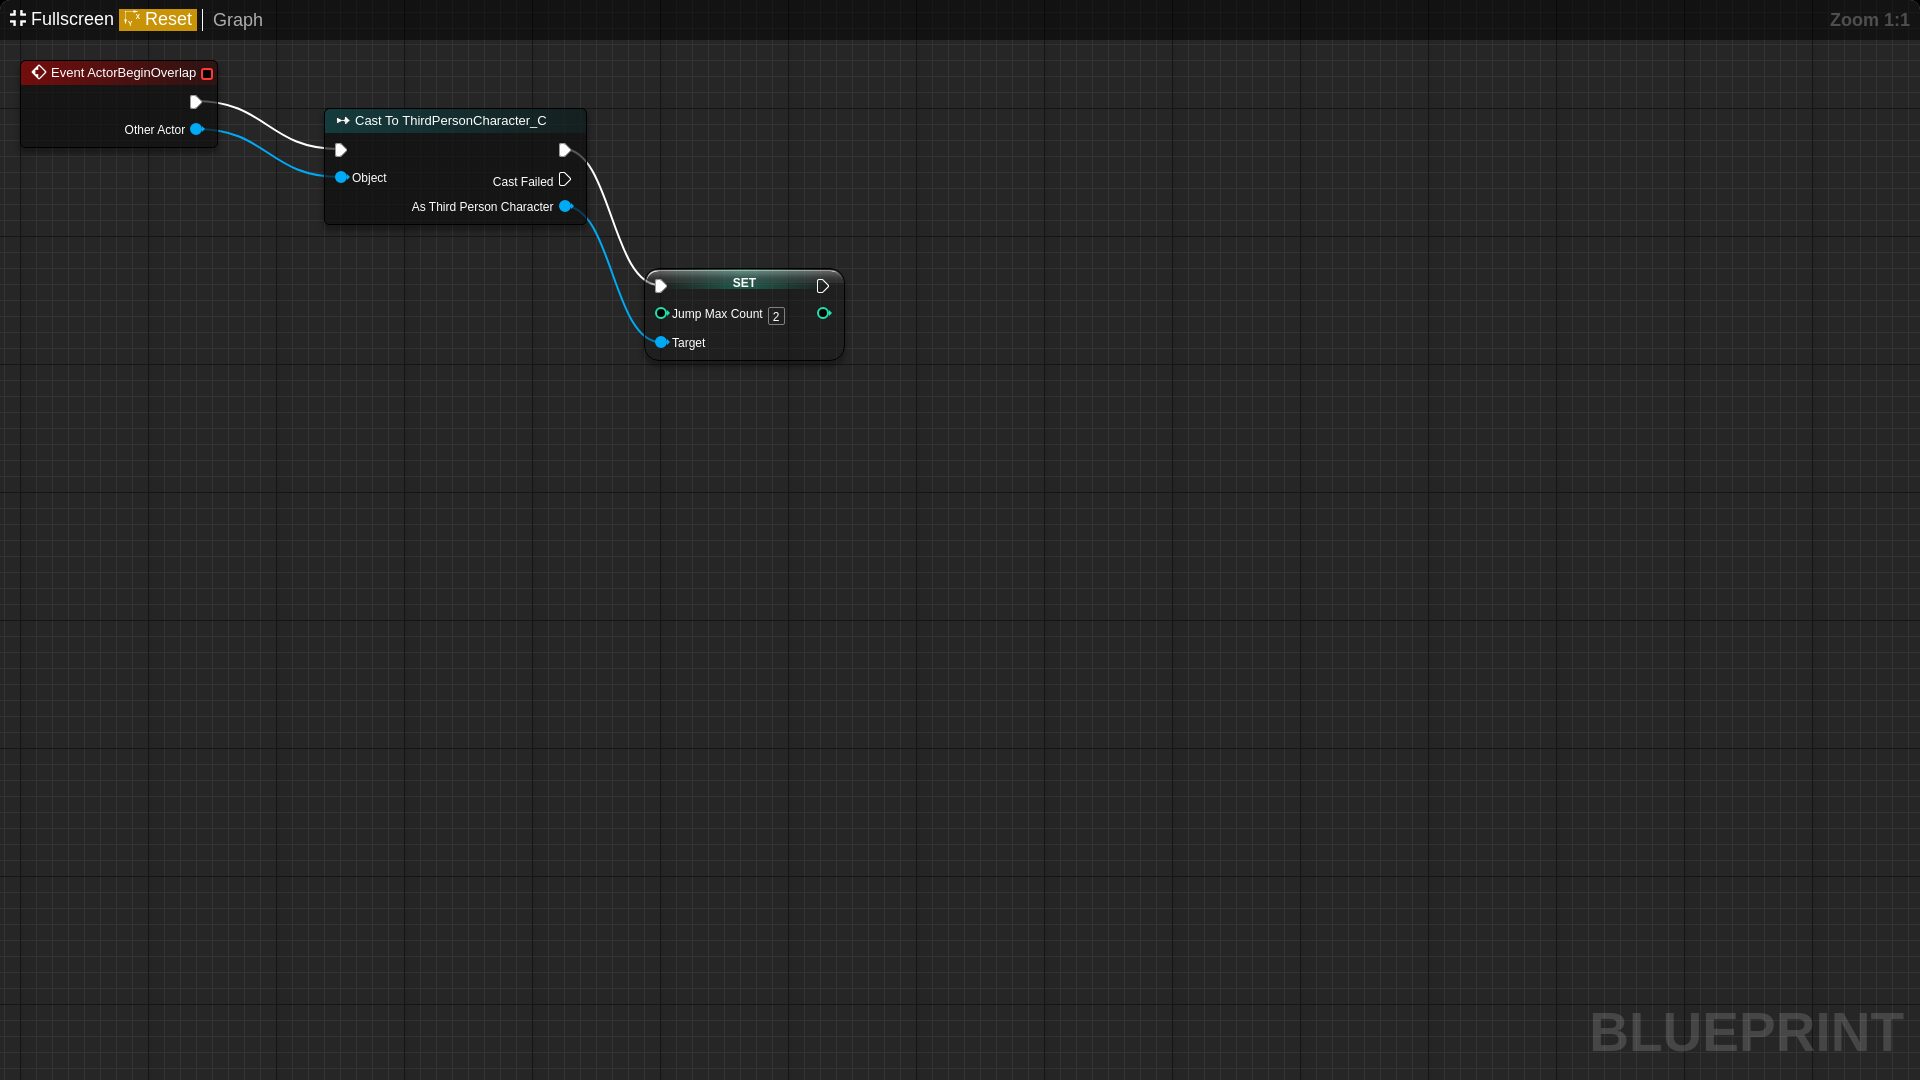 Fullscreen Reset Graph
Zoom 1:1
Event ActorBeginOverlap
Other Actor
Cast To ThirdPersonCharacter_C
Object
Cast Failed
As Third Person Character
SET
Jump Max Count 2
Target
BLUEPRINT